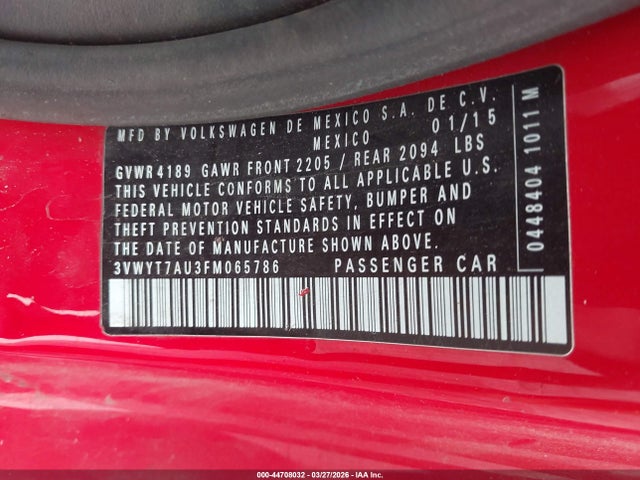 MFD BY VOLKSWAGEN DE MEXICO S.A. DE C.V.
MEXICO 01/15
GVWR 4189 GAWR FRONT 2205 / REAR 2094 LBS
THIS VEHICLE CONFORMS TO ALL APPLICABLE U.S.
FEDERAL MOTOR VEHICLE SAFETY, BUMPER AND
THEFT PREVENTION STANDARDS IN EFFECT ON
THE DATE OF MANUFACTURE SHOWN ABOVE.
3VWYT7AU3FM065786 PASSENGER CAR
0448404 1011 M
000-44708032 — 03/27/2026 — IAA Inc.